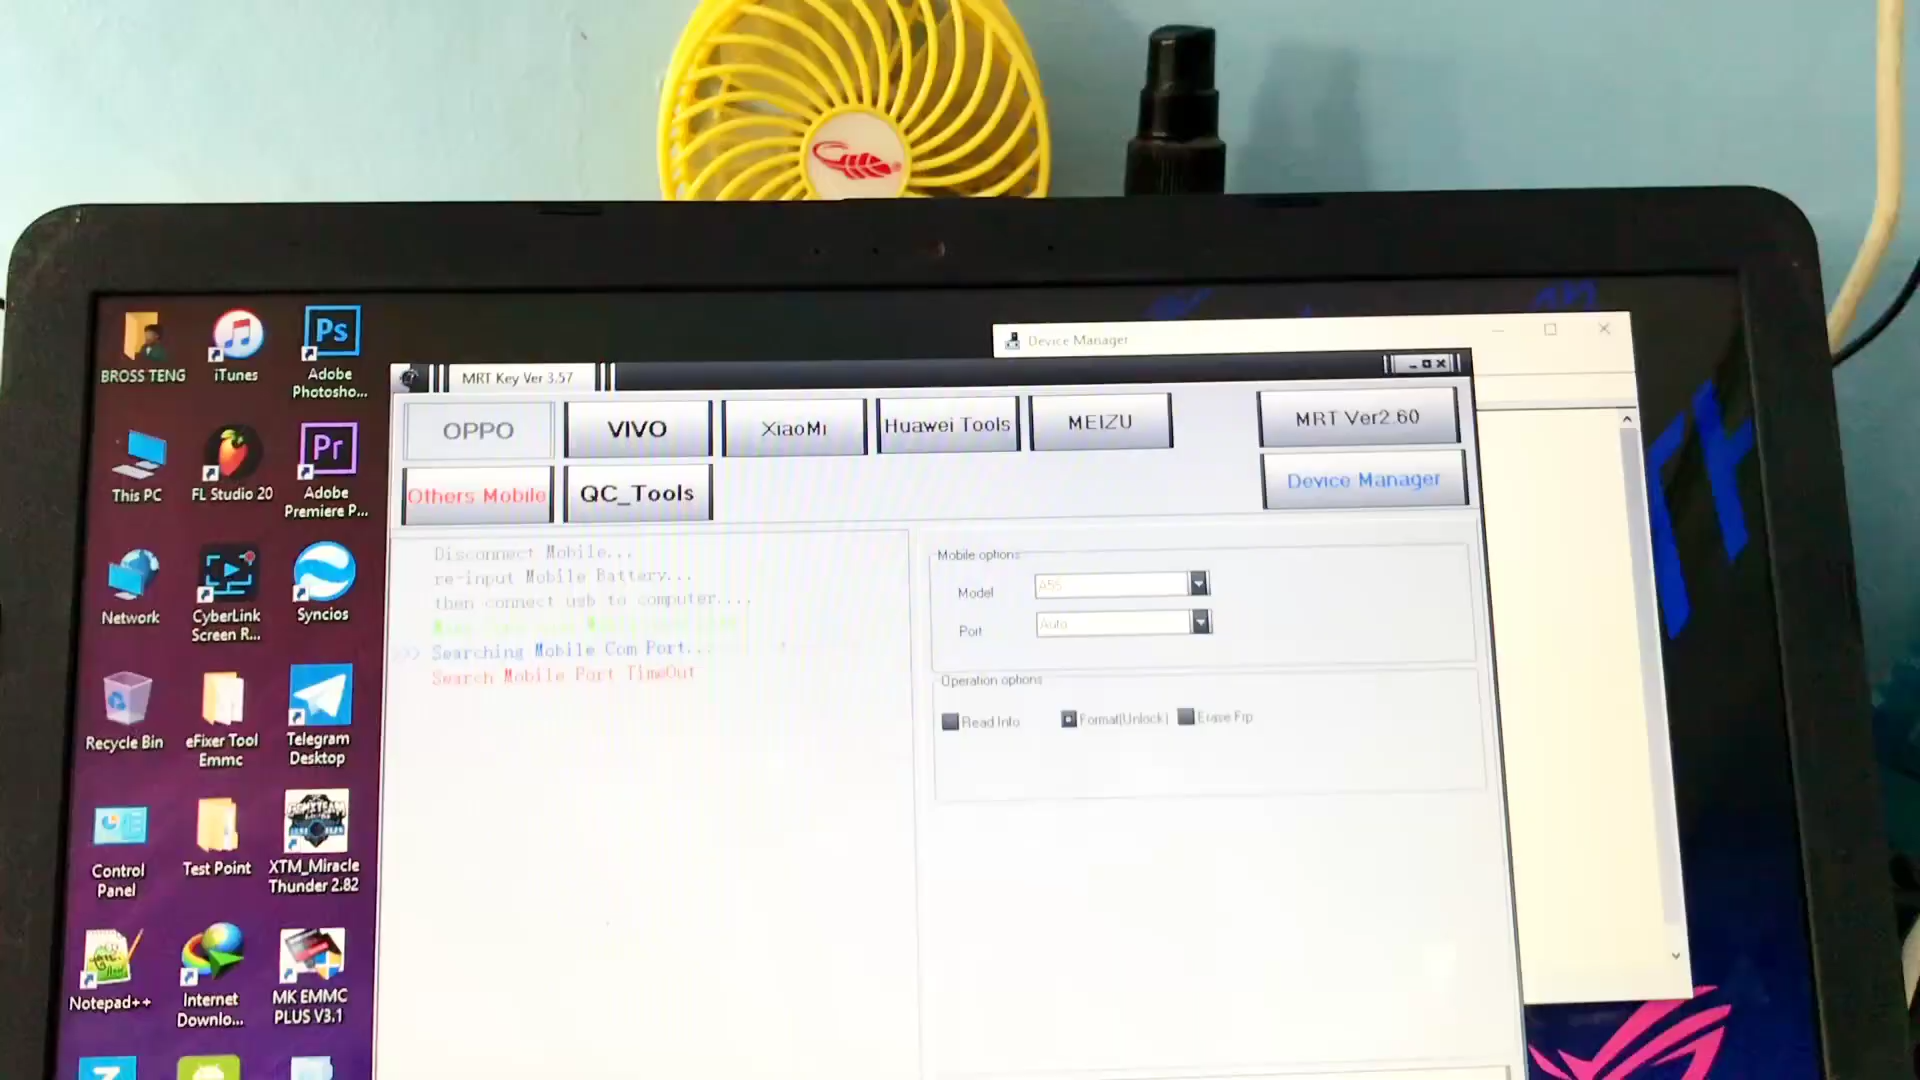 BROSS TENG
iTunes
Adobe
Photosho...
This PC
FL Studio 20
Adobe
Premiere P...
Network
CyberLink
Screen R...
Syncios
Recycle Bin
eFixer Tool
Emmc
Telegram
Desktop
Control
Panel
Test Point
XTM_Miracle
Thunder 2.82
Notepad++
Internet
Downlo...
MK EMMC
PLUS V3.1
Ps
Pr
Device Manager
MRT Key Ver 3.57
OPPO
VIVO
XiaoMi
Huawei Tools
MEIZU
MRT Ver2.60
Others Mobile
QC_Tools
Device Manager
Disconnect Mobile...
re-input Mobile Battery...
then connect usb to computer....
>>> Searching Mobile Com Port...
Search Mobile Port TimeOut
Mobile options
Model
Port
Auto
Operation options
Read Info
Format(Unlock)
Erase Frp